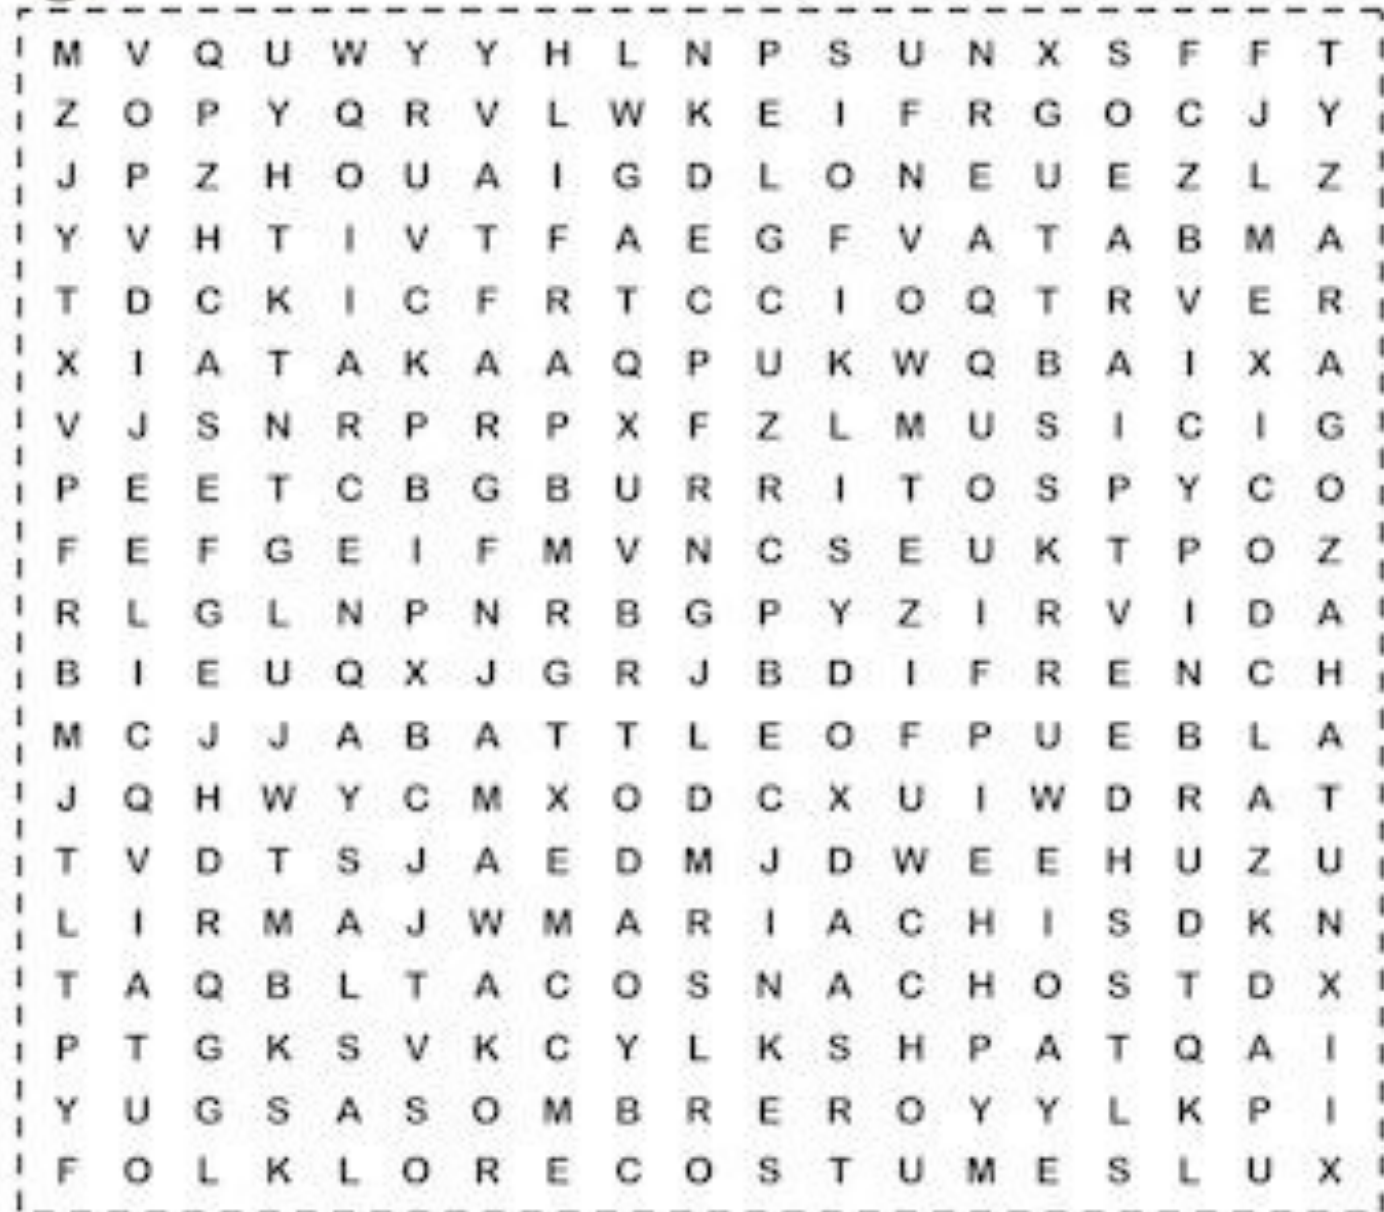 M V Q U W Y Y H L N P S U N X S F F T
Z O P Y Q R V L W K E I F R G O C J Y
J P Z H O U A I G D L O N E U E Z L Z
Y V H T I V T F A E G F V A T A B M A
T D C K I C F R T C C I O Q T R V E R
X I A T A K A A Q P U K W Q B A I X A
V J S N R P R P X F Z L M U S I C I G
P E E T C B G B U R R I T O S P Y C O
F E F G E I F M V N C S E U K T P O Z
R L G L N P N R B G P Y Z I R V I D A
B I E U Q X J G R J B D I F R E N C H
M C J J A B A T T L E O F P U E B L A
J Q H W Y C M X O D C X U I W D R A T
T V D T S J A E D M J D W E E H U Z U
L I R M A J W M A R I A C H I S D K N
T A Q B L T A C O S N A C H O S T D X
P T G K S V K C Y L K S H P A T Q A I
Y U G S A S O M B R E R O Y Y L K P I
F O L K L O R E C O S T U M E S L U X